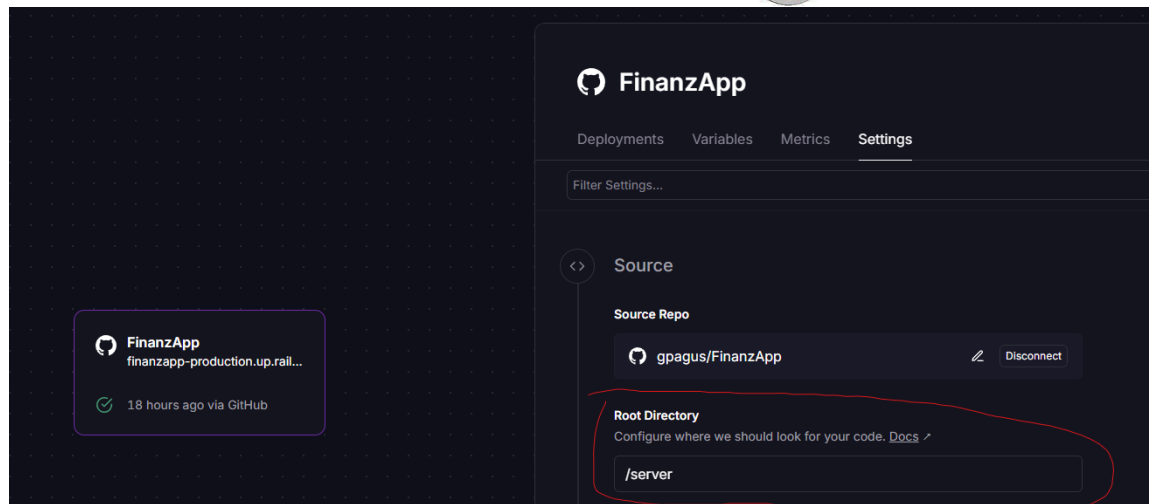 FinanzApp
Deployments Variables Metrics Settings
Filter Settings...
Source
Source Repo
gpagus/FinanzApp Disconnect
Root Directory
Configure where we should look for your code. Docs ↗
/server
FinanzApp
finanzapp-production.up.rail...
18 hours ago via GitHub